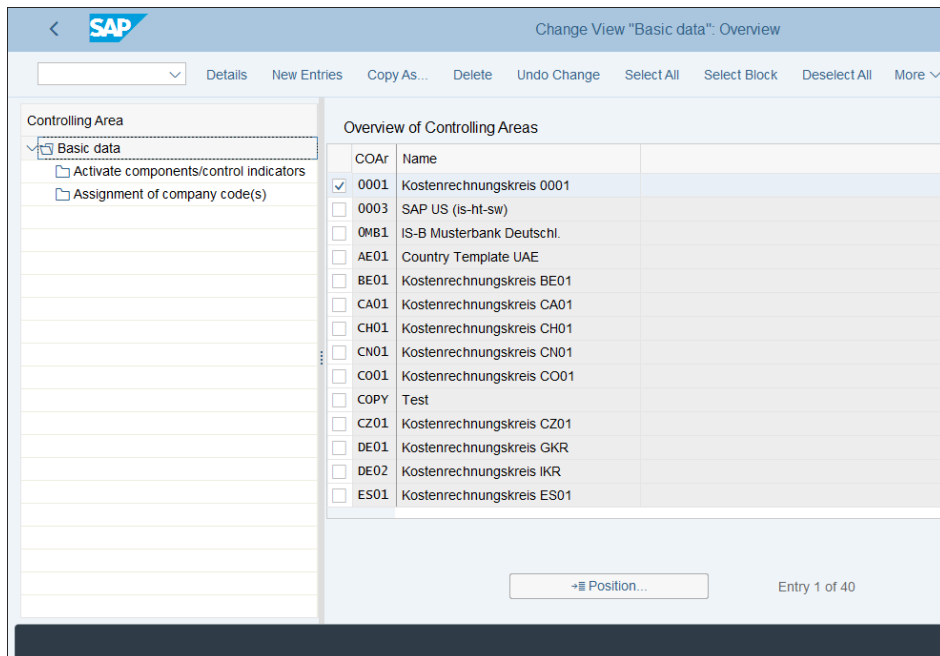 SAP Change View "Basic data": Overview
Details New Entries Copy As... Delete Undo Change Select All Select Block Deselect All More
Controlling Area
Basic data
Activate components/control indicators
Assignment of company code(s)
Overview of Controlling Areas
COAr Name
0001 Kostenrechnungskreis 0001
0003 SAP US (is-ht-sw)
0MB1 IS-B Musterbank Deutschl.
AE01 Country Template UAE
BE01 Kostenrechnungskreis BE01
CA01 Kostenrechnungskreis CA01
CH01 Kostenrechnungskreis CH01
CN01 Kostenrechnungskreis CN01
CO01 Kostenrechnungskreis CO01
COPY Test
CZ01 Kostenrechnungskreis CZ01
DE01 Kostenrechnungskreis GKR
DE02 Kostenrechnungskreis IKR
ES01 Kostenrechnungskreis ES01
Position... Entry 1 of 40